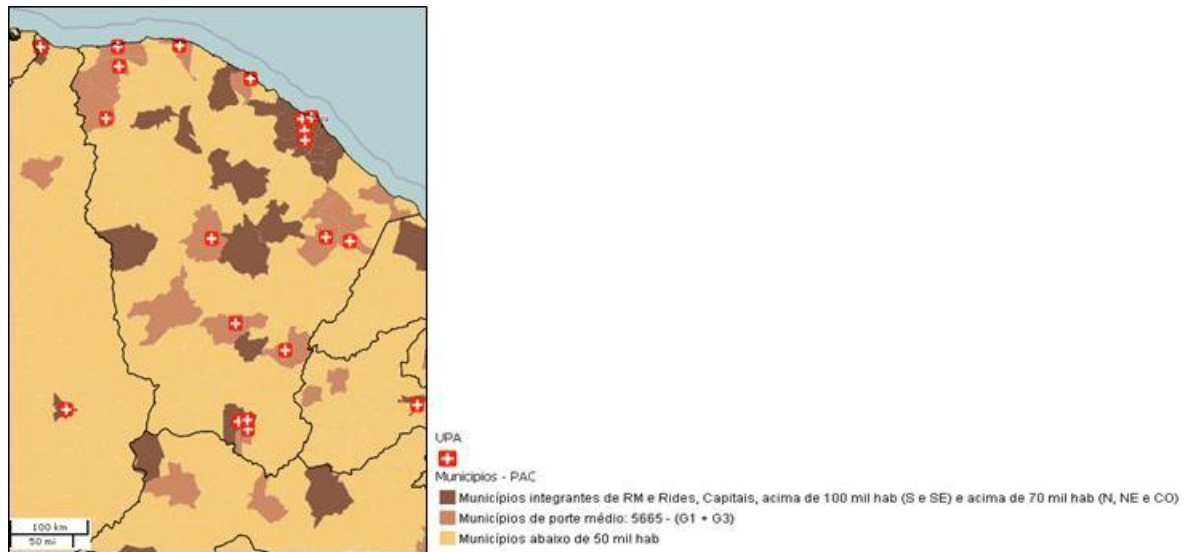 100 km
50 mi
UPA
Municípios - PAC
Municípios integrantes de RM e Rides, Capitais, acima de 100 mil hab (S e SE) e acima de 70 mil hab (N, NE e CO)
Municípios de porte médio: 5665 - (G1 + G3)
Municípios abaixo de 50 mil hab